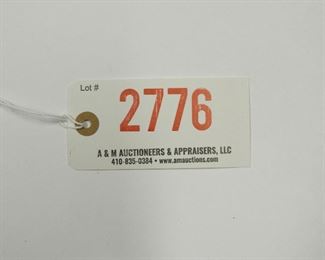 Lot #
2776
A & M AUCTIONEERS & APPRAISERS, LLC
410-835-0384 • www.amauctions.com